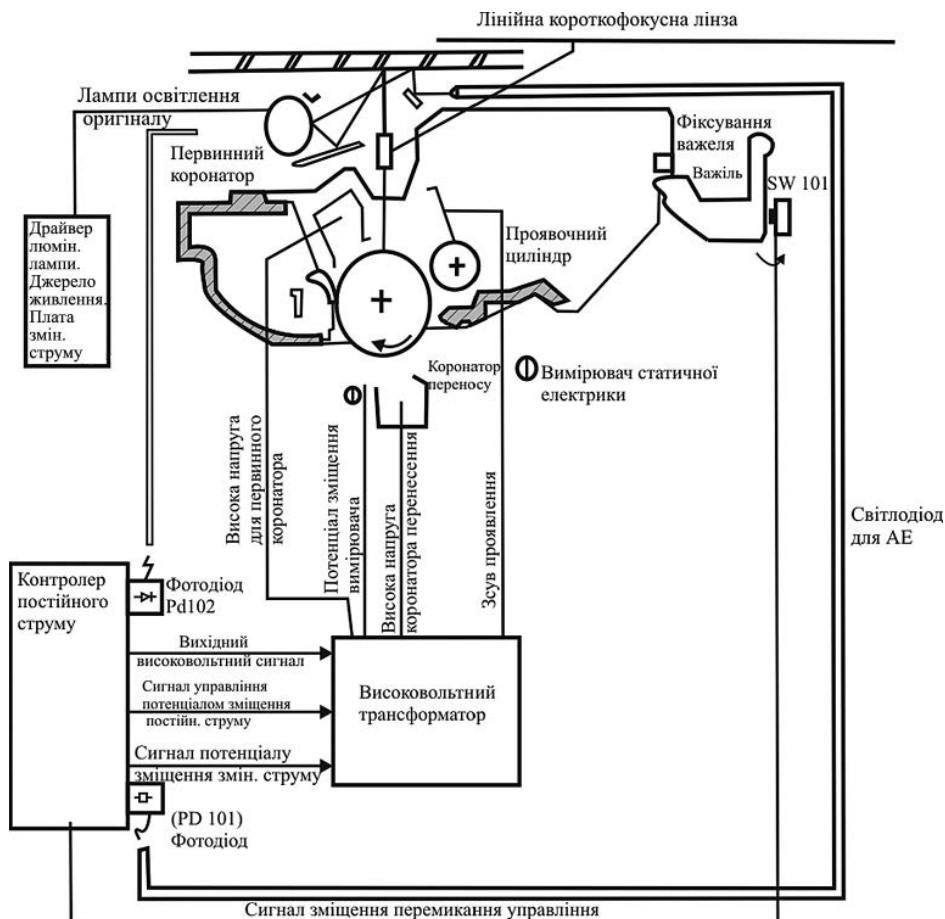 Лінійна короткофокусна лінза
Лампи освітлення
оригіналу
Первинний
коронатор
Фіксування
важеля
Важіль
SW 101
Драйвер
люмін.
лампи.
Джерело
живлення.
Плата
змін.
струму
Проявочний
циліндр
Коронатор
переносу
Вимірювач статичної
електрики
Висока напруга
для первинного
коронатора
Потенціал зміщення
вимірювача
Висока напруга
коронатора перенесення
Зсув проявлення
Світлодіод
для АЕ
Контролер
постійного
струму
Фотодіод
Pd102
Вихідний
високовольтний сигнал
Сигнал управління
потенціалом зміщення
постійн. струму
Сигнал потенціалу
зміщення змін. струму
Високовольтний
трансформатор
(PD 101)
Фотодіод
Сигнал зміщення перемикання управління